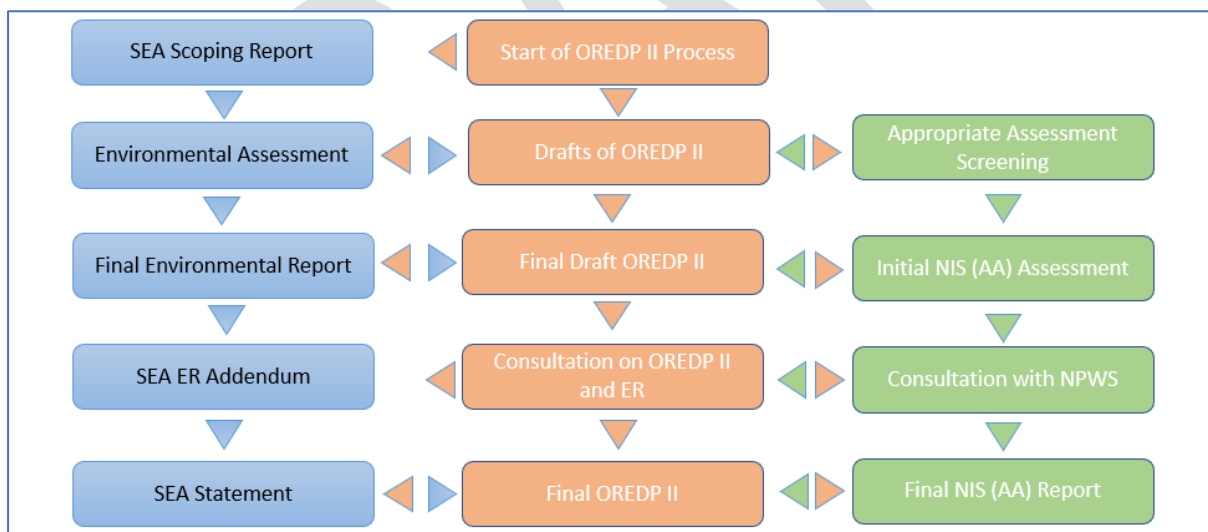 SEA Scoping Report
Start of OREDP II Process
Environmental Assessment
Drafts of OREDP II
Appropriate Assessment
Screening
Final Environmental Report
Final Draft OREDP II
Initial NIS (AA) Assessment
SEA ER Addendum
Consultation on OREDP II
and ER
Consultation with NPWS
SEA Statement
Final OREDP II
Final NIS (AA) Report